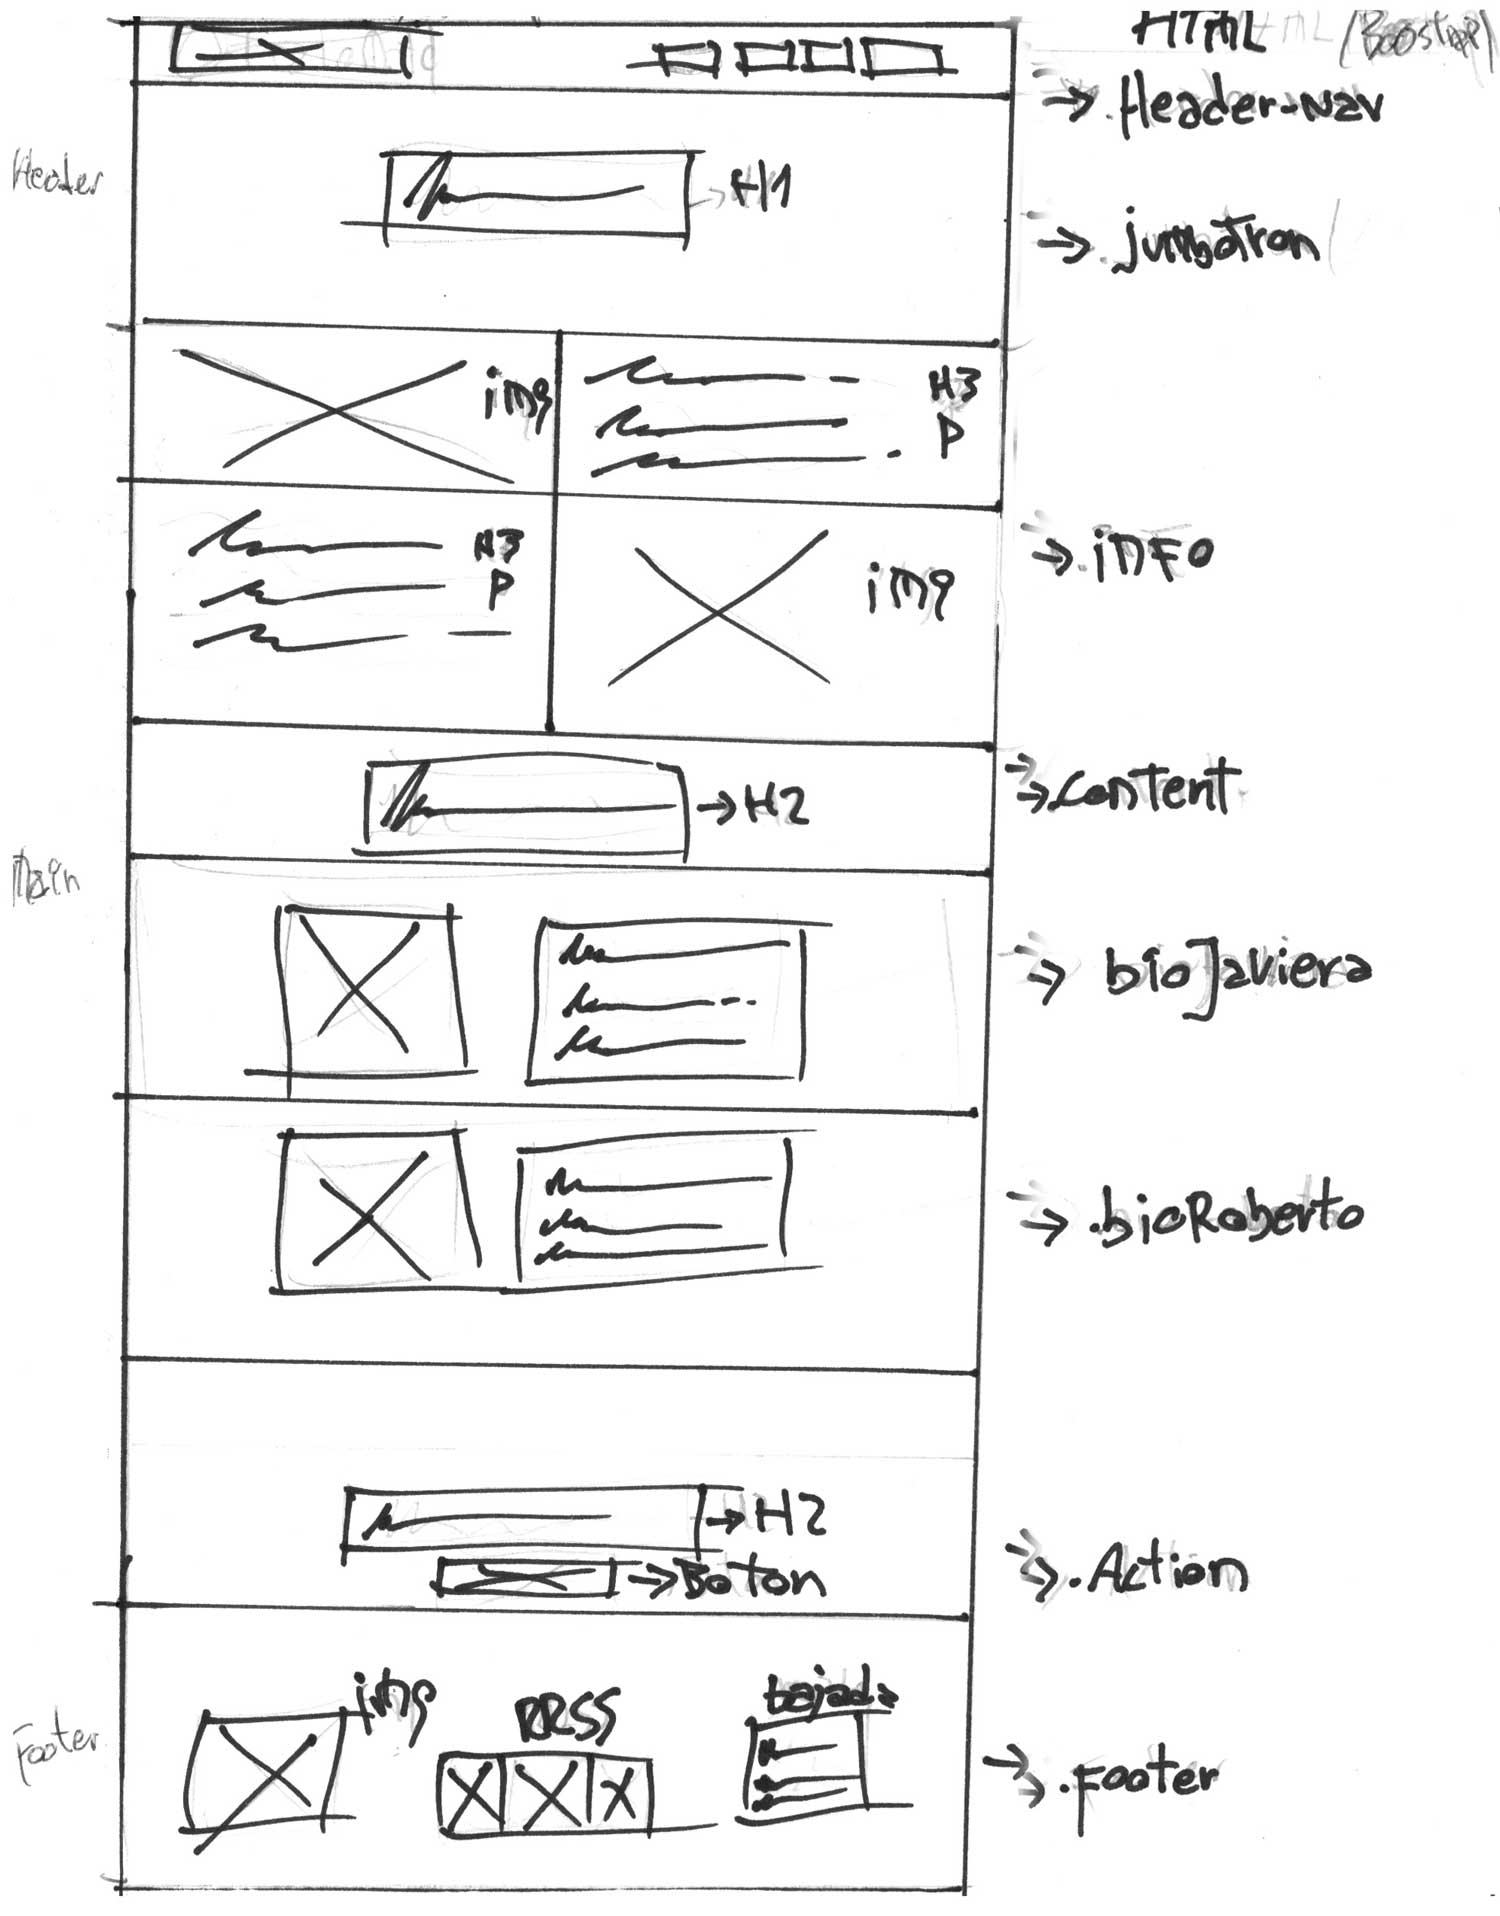 HTML (Boostrap)
.Header-nav
Header
H1
.jumbotron
img
H3
P
H3
P
img
.info
H2
.content
Main
bioJaviera
.bioRoberto
H2
Boton
.Action
img
RRSS
bajada
Footer
.Footer